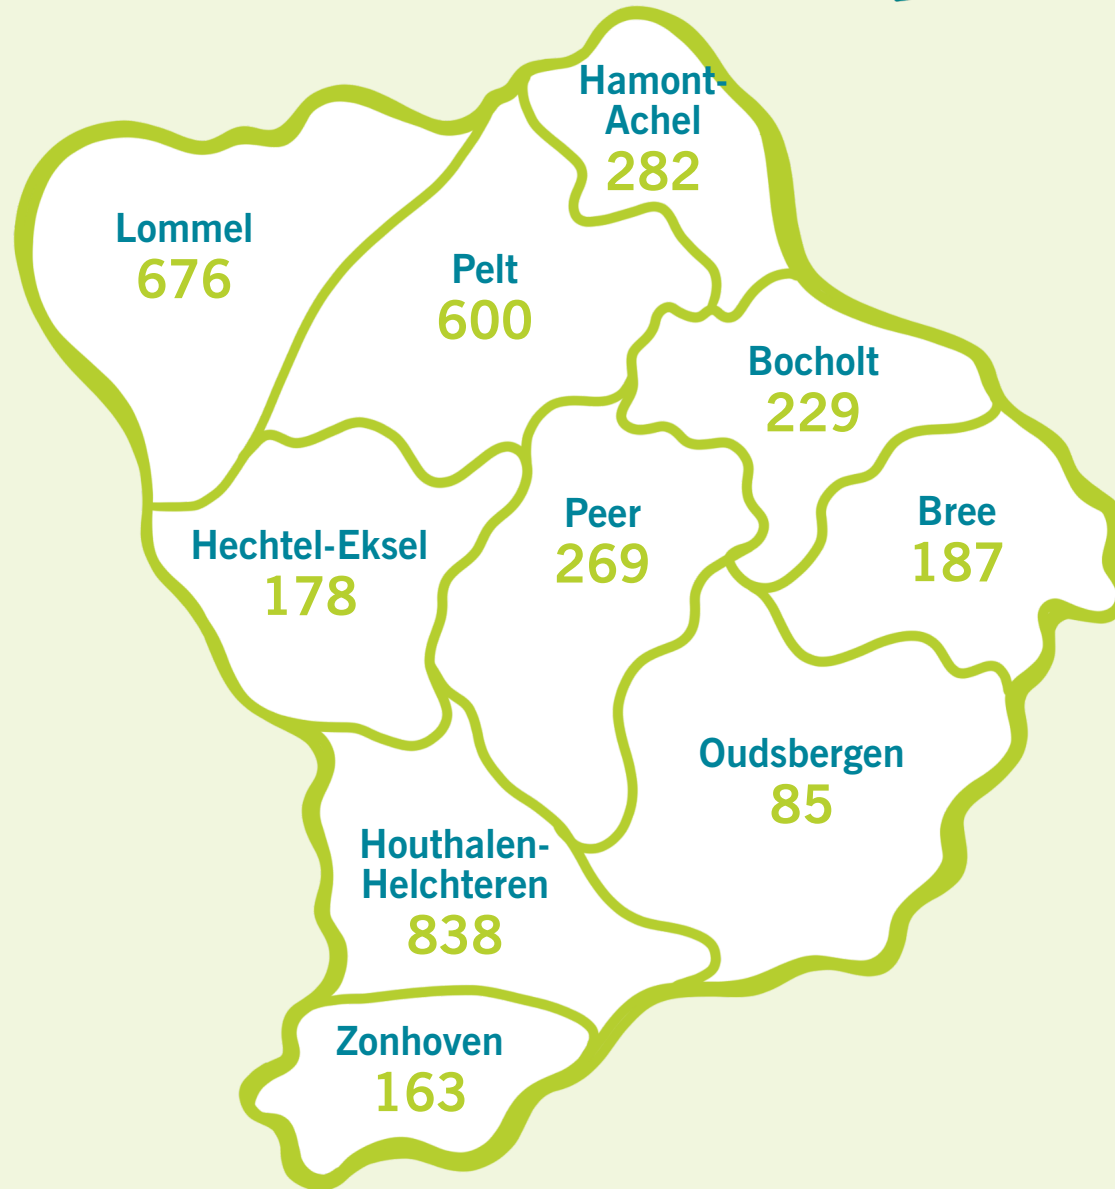 Hamont-
Achel
282
Lommel
676
Pelt
600
Bocholt
229
Peer
269
Bree
187
Hechtel-Eksel
178
Oudsbergen
85
Houthalen-
Helchteren
838
Zonhoven
163